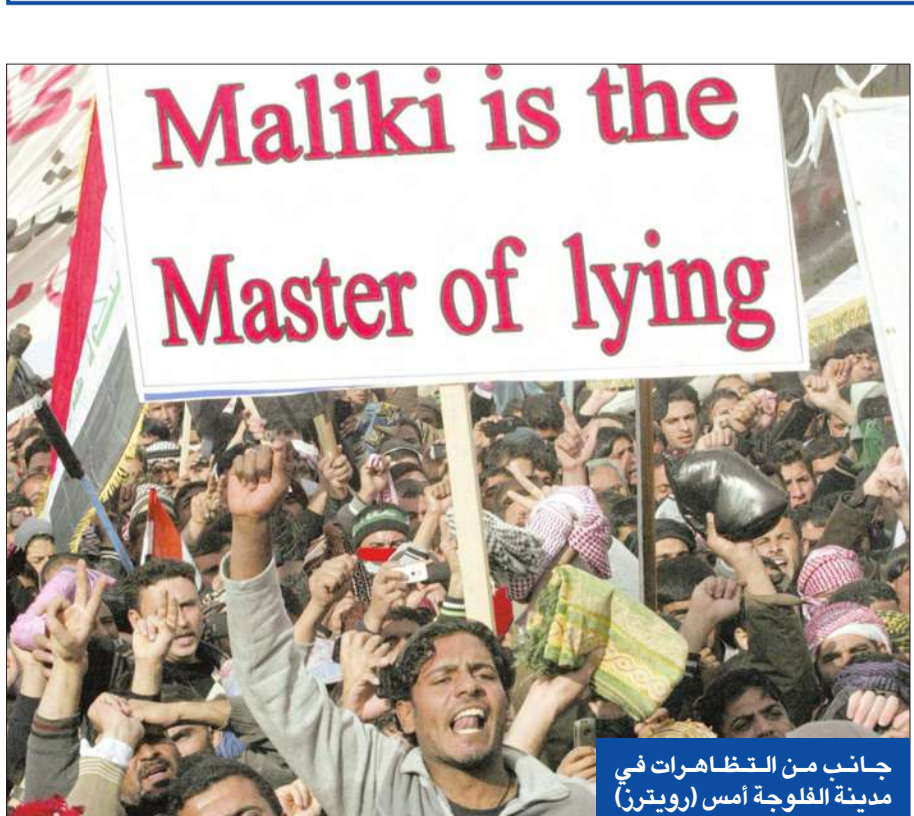 Maliki is the
Master of lying
جانب من التظاهرات في
مدينة الفلوجة أمس (رويترز)